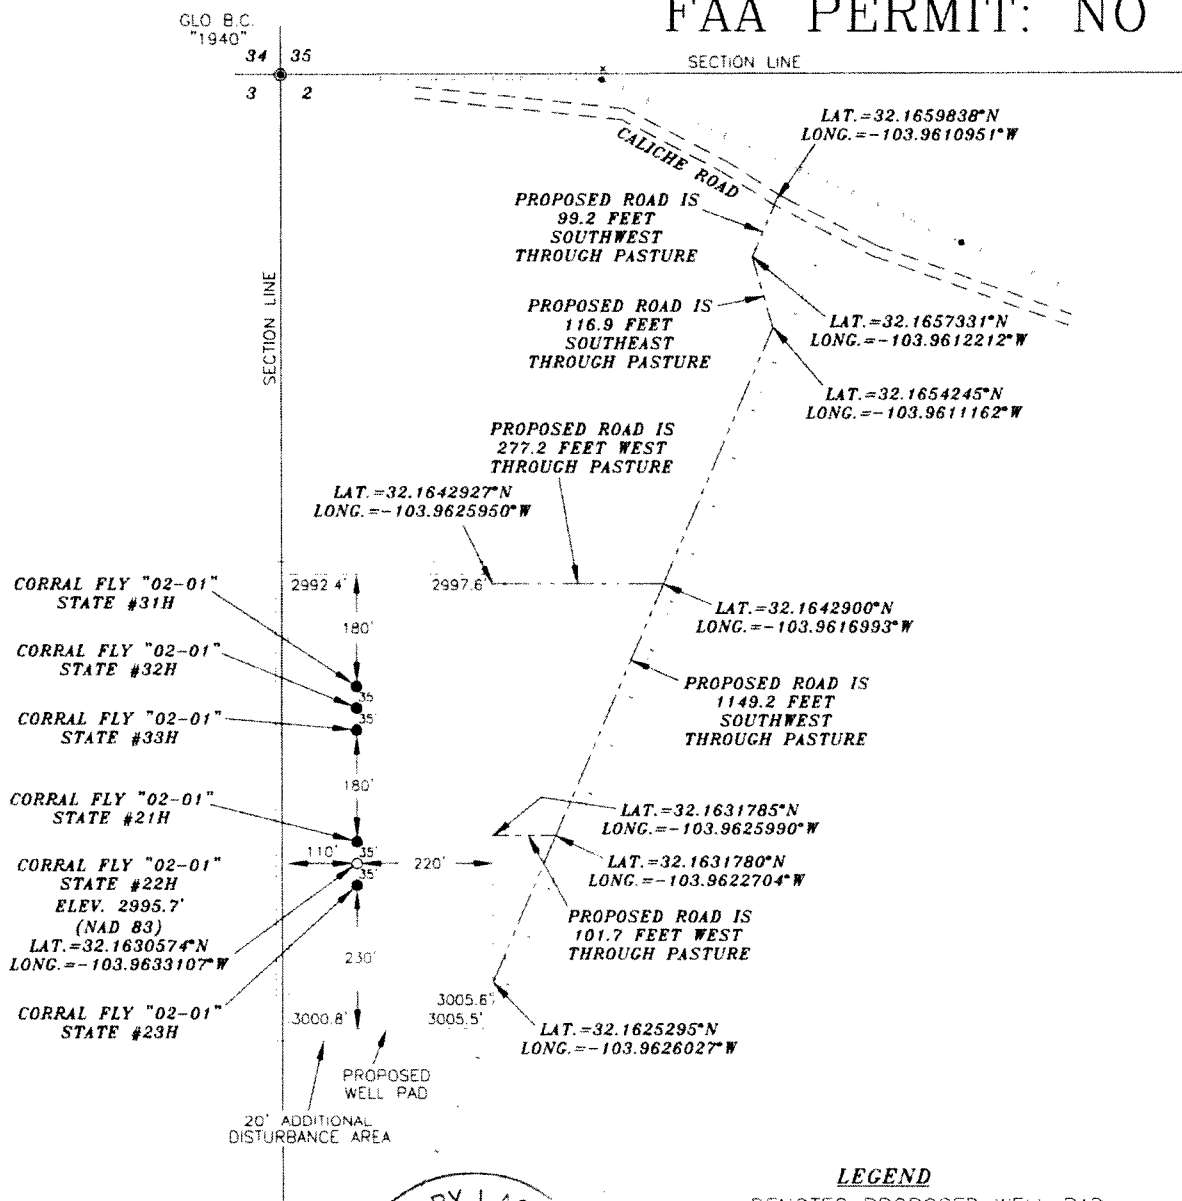 FAA PERMIT: NO
GLO B.C.
"1940"
34 35
3 2
SECTION LINE
CALICHE ROAD
LAT.=32.1659838°N
LONG.=-103.9610951°W
PROPOSED ROAD IS
99.2 FEET
SOUTHWEST
THROUGH PASTURE
SECTION LINE
PROPOSED ROAD IS
116.9 FEET
SOUTHEAST
THROUGH PASTURE
LAT.=32.1657331°N
LONG.=-103.9612212°W
LAT.=32.1654245°N
LONG.=-103.9611162°W
PROPOSED ROAD IS
277.2 FEET WEST
THROUGH PASTURE
LAT.=32.1642927°N
LONG.=-103.9625950°W
2992.4'
2997.6'
CORRAL FLY "02-01"
STATE #31H
180'
LAT.=32.1642900°N
LONG.=-103.9616993°W
CORRAL FLY "02-01"
STATE #32H
35'
35'
CORRAL FLY "02-01"
STATE #33H
PROPOSED ROAD IS
1149.2 FEET
SOUTHWEST
THROUGH PASTURE
180'
CORRAL FLY "02-01"
STATE #21H
LAT.=32.1631785°N
LONG.=-103.9625990°W
110'
35'
220'
35'
CORRAL FLY "02-01"
STATE #22H
ELEV. 2995.7'
(NAD 83)
LAT.=32.1630574°N
LONG.=-103.9633107°W
LAT.=32.1631780°N
LONG.=-103.9622704°W
PROPOSED ROAD IS
101.7 FEET WEST
THROUGH PASTURE
230'
CORRAL FLY "02-01"
STATE #23H
3000.8'
3005.6'
3005.5'
LAT.=32.1625295°N
LONG.=-103.9626027°W
PROPOSED
WELL PAD
20' ADDITIONAL
DISTURBANCE AREA
LEGEND
DENOTES PROPOSED WELL PAD